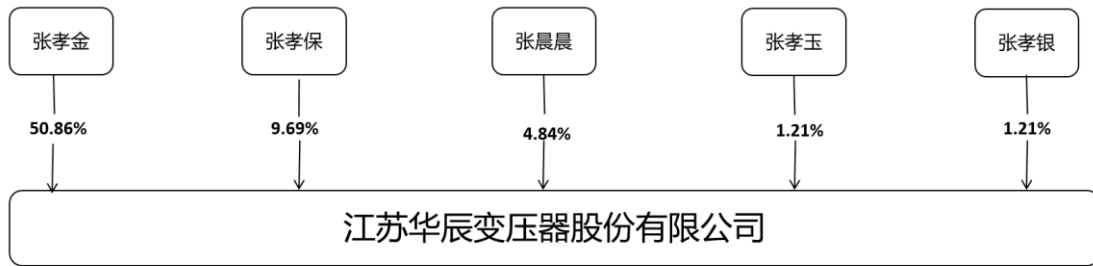 张孝金 张孝保 张晨晨 张孝玉 张孝银
50.86% 9.69% 4.84% 1.21% 1.21%
江苏华辰变压器股份有限公司